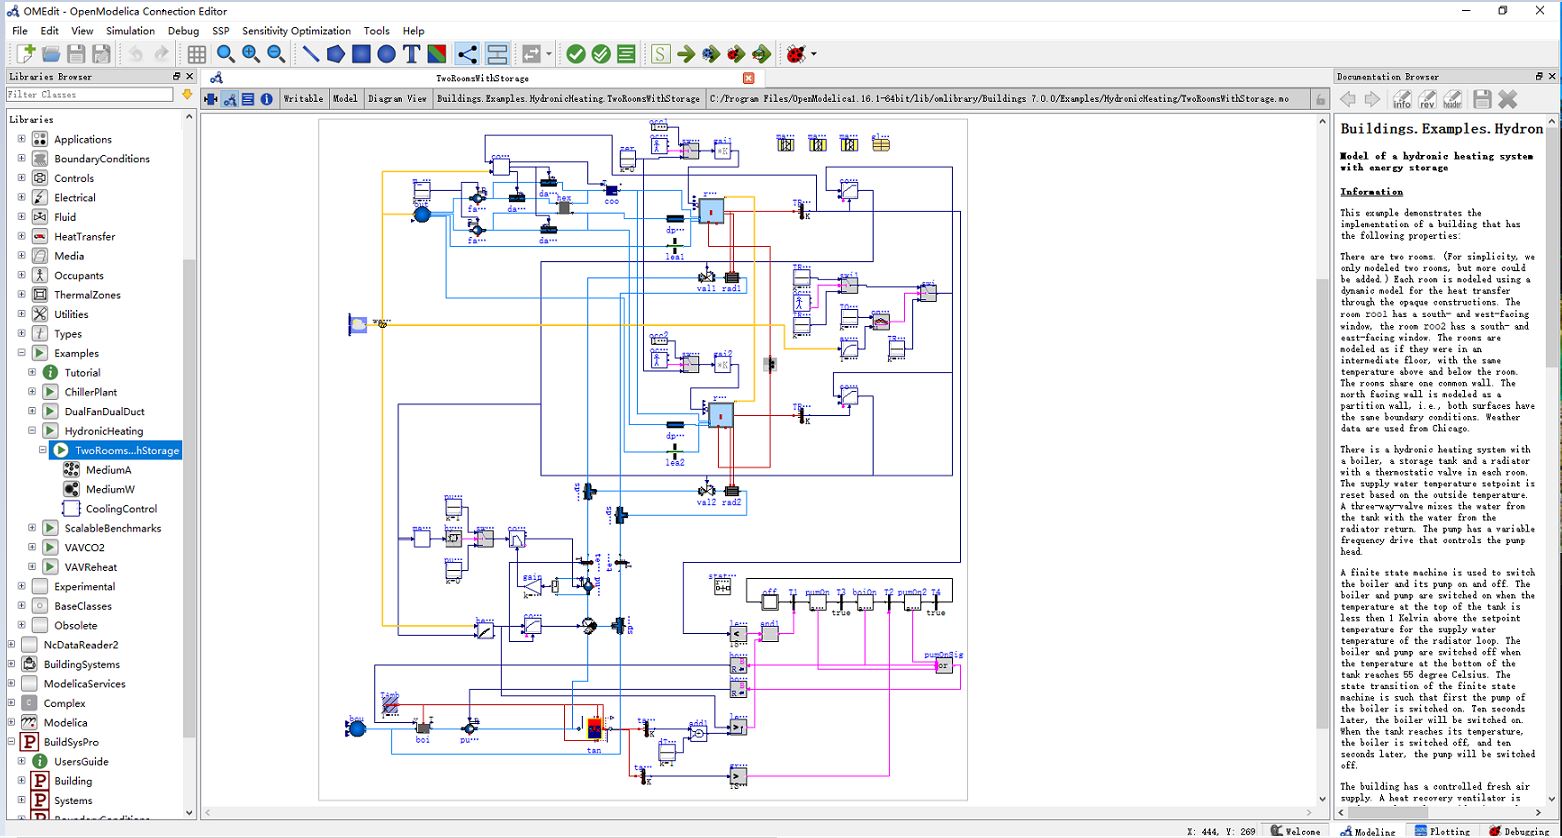 OMEdit - OpenModelica Connection Editor
File Edit View Simulation Debug SSP Sensitivity Optimization Tools Help
Libraries Browser
TwoRoomsWithStorage
Documentation Browser
Filter Classes
Writable Model Diagram View Buildings.Examples.HydronicHeating.TwoRoomsWithStorage C:/Program Files/OpenModelica1.16.1-64bit/lib/omlibrary/Buildings 7.0.0/Examples/HydronicHeating/TwoRoomsWithStorage.mo
Libraries
Applications
BoundaryConditions
Controls
Electrical
Fluid
HeatTransfer
Media
Occupants
ThermalZones
Utilities
Types
Examples
Tutorial
ChillerPlant
DualFanDualDuct
HydronicHeating
TwoRooms...hStorage
MediumA
MediumW
CoolingControl
ScalableBenchmarks
VAVCO2
VAVReheat
Experimental
BaseClasses
Obsolete
NcDataReader2
BuildingSystems
ModelicaServices
Complex
Modelica
BuildSysPro
UsersGuide
Building
Systems
BoundaryConditions
hex
coo
lea1
val1 rad1
lea2
val2 rad2
gain
off T1 pumOn T3 boiOn T2 pumOn2 T4
true true
and1
pumOnSig
or
TAmb
boi
tan
add1
Buildings.Examples.Hydron
Model of a hydronic heating system
with energy storage
Information
This example demonstrates the
implementation of a building that has
the following properties:
There are two rooms. (For simplicity, we
only modeled two rooms, but more could
be added.) Each room is modeled using a
dynamic model for the heat transfer
through the opaque constructions. The
room roo1 has a south- and west-facing
window, the room roo2 has a south- and
east-facing window. The rooms are
modeled as if they were in an
intermediate floor, with the same
temperature above and below the room.
The rooms share one common wall. The
north facing wall is modeled as a
partition wall, i.e., both surfaces have
the same boundary conditions. Weather
data are used from Chicago.
There is a hydronic heating system with
a boiler, a storage tank and a radiator
with a thermostatic valve in each room.
The supply water temperature setpoint is
reset based on the outside temperature.
A three-way-valve mixes the water from
the tank with the water from the
radiator return. The pump has a variable
frequency drive that controls the pump
head.
A finite state machine is used to switch
the boiler and its pump on and off. The
boiler and pump are switched on when the
temperature at the top of the tank is
less then 1 Kelvin above the setpoint
temperature for the supply water
temperature of the radiator loop. The
boiler and pump are switched off when
the temperature at the bottom of the
tank reaches 55 degree Celsius. The
state transition of the finite state
machine is such that first the pump of
the boiler is switched on. Ten seconds
later, the boiler will be switched on.
When the tank reaches its temperature,
the boiler is switched off, and ten
seconds later, the pump will be switched
off.
The building has a controlled fresh air
supply. A heat recovery ventilator is
X: 444, Y: 269 Welcome Modeling Plotting Debugging